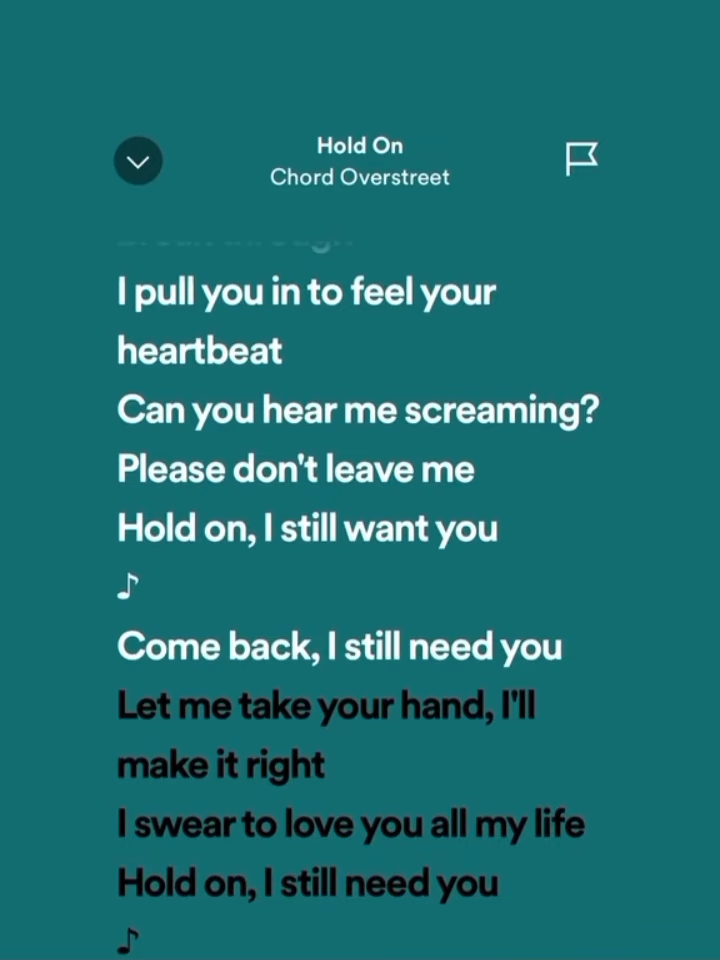 Hold On
Chord Overstreet
I pull you in to feel your
heartbeat
Can you hear me screaming?
Please don't leave me
Hold on, I still want you
♪
Come back, I still need you
Let me take your hand, I'll
make it right
I swear to love you all my life
Hold on, I still need you
♪